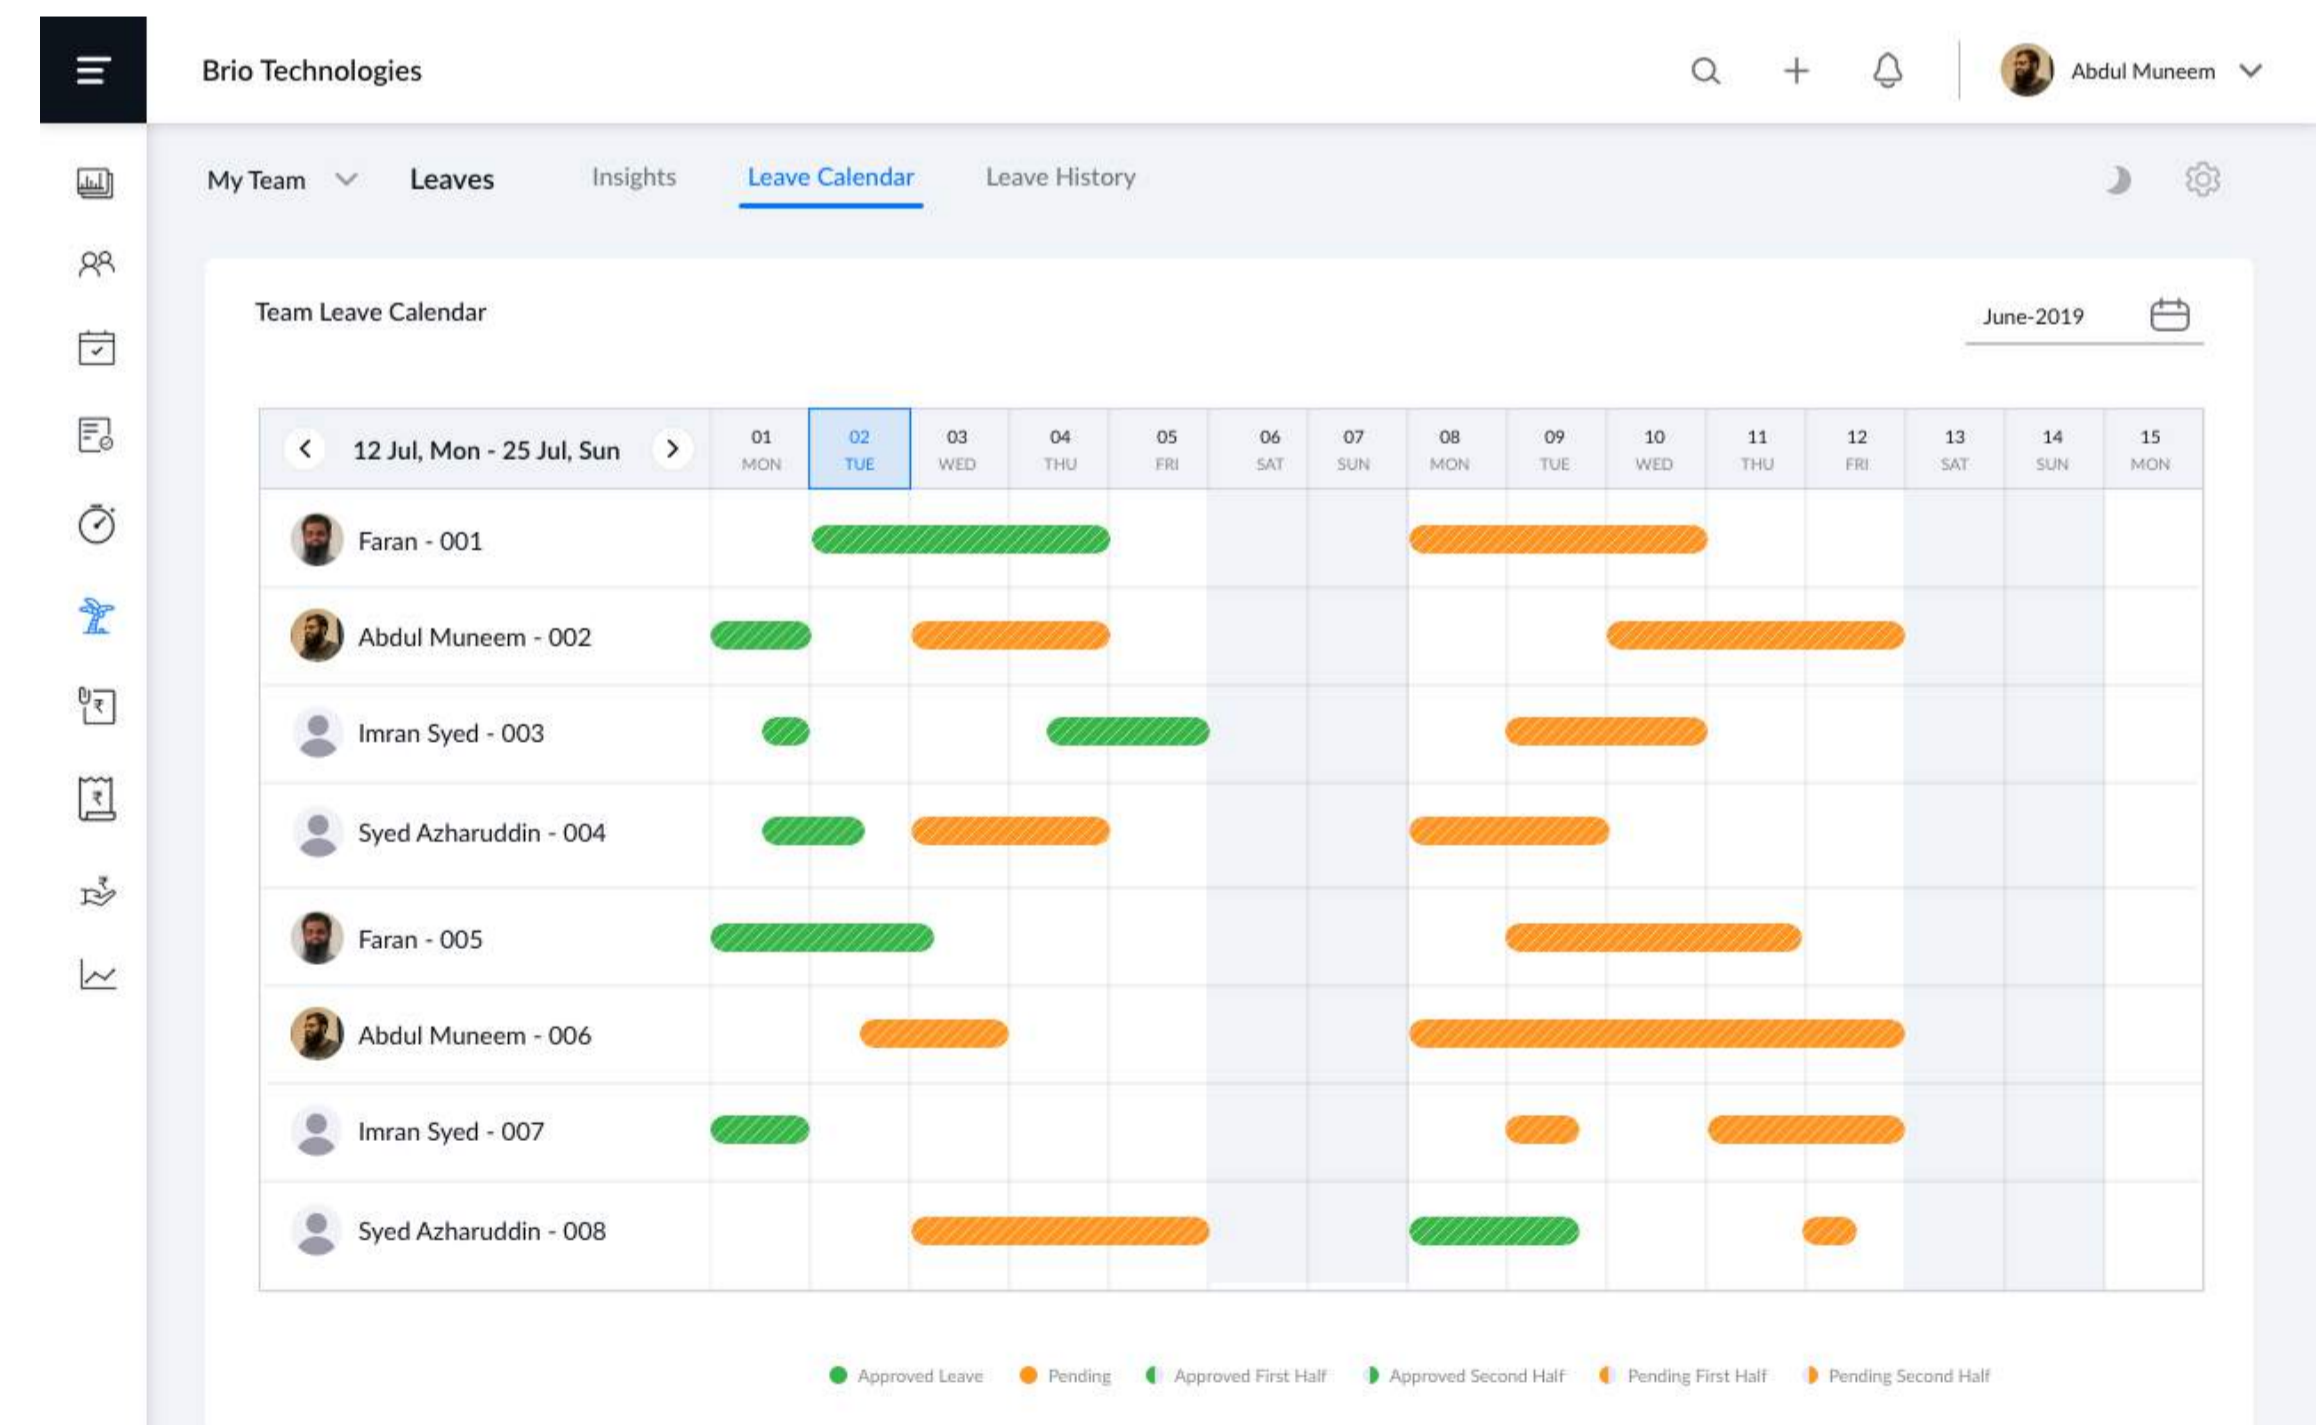 Brio Technologies
Abdul Muneem
My Team
Leaves
Insights
Leave Calendar
Leave History
Team Leave Calendar
June-2019
12 Jul, Mon - 25 Jul, Sun
01 02 03 04 05 06 07 08 09 10 11 12 13 14 15
MON TUE WED THU FRI SAT SUN MON TUE WED THU FRI SAT SUN MON
Faran - 001
Abdul Muneem - 002
Imran Syed - 003
Syed Azharuddin - 004
Faran - 005
Abdul Muneem - 006
Imran Syed - 007
Syed Azharuddin - 008
Approved Leave
Pending
Approved First Half
Approved Second Half
Pending First Half
Pending Second Half